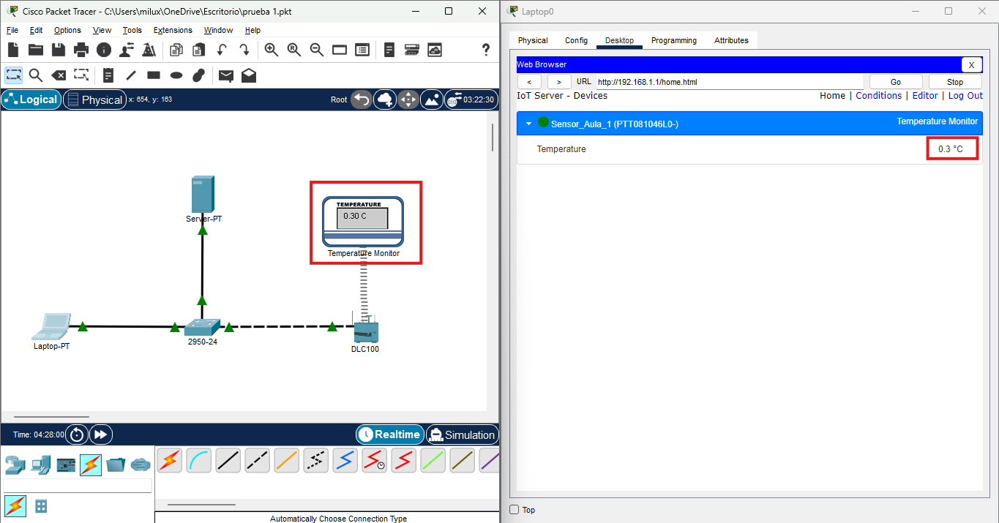 Cisco Packet Tracer - C:\Users\milux\OneDrive\Escritorio\prueba 1.pkt
File Edit Options View Tools Extensions Window Help
Logical Physical x: 654, y: 163 Root 03:22:30
TEMPERATURE
0.30 C
Temperature Monitor
Server-PT
Laptop-PT
2950-24
DLC100
Time: 04:28:00 Realtime Simulation
Automatically Choose Connection Type
Laptop0
Physical Config Desktop Programming Attributes
Web Browser X
< > URL http://192.168.1.1/home.html Go Stop
IoT Server - Devices Home | Conditions | Editor | Log Out
Sensor_Aula_1 (PTT081046L0-) Temperature Monitor
Temperature 0.3 °C
Top